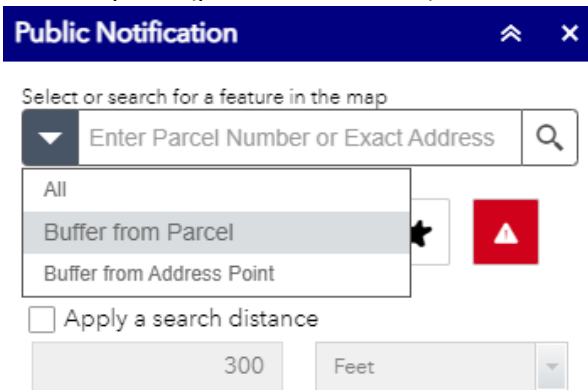 Public Notification
Select or search for a feature in the map
Enter Parcel Number or Exact Address
All
Buffer from Parcel
Buffer from Address Point
Apply a search distance
300 Feet